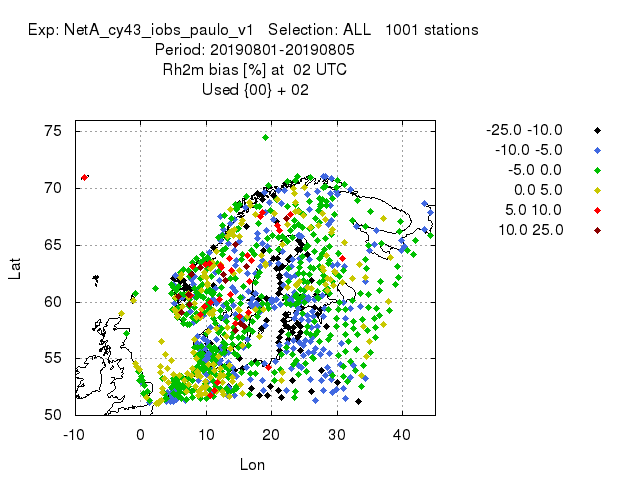 Exp: NetA_cy43_iobs_paulo_v1   Selection: ALL   1001 stations
Period: 20190801-20190805
Rh2m bias [%] at  02 UTC
Used {00} + 02
-25.0 -10.0
-10.0 -5.0
-5.0 0.0
0.0 5.0
5.0 10.0
10.0 25.0
75
70
65
60
55
50
Lat
-10 0 10 20 30 40
Lon